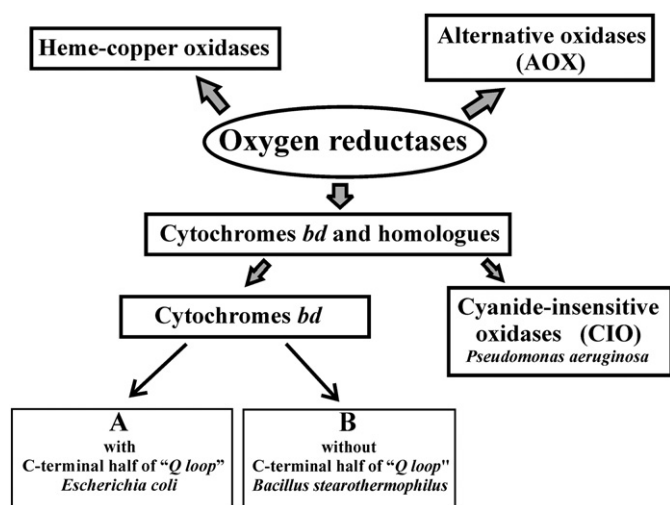 Heme-copper oxidases
Alternative oxidases
(AOX)
Oxygen reductases
Cytochromes bd and homologues
Cytochromes bd
Cyanide-insensitive
oxidases (CIO)
Pseudomonas aeruginosa
A
with
C-terminal half of “Q loop”
Escherichia coli
B
without
C-terminal half of “Q loop"
Bacillus stearothermophilus